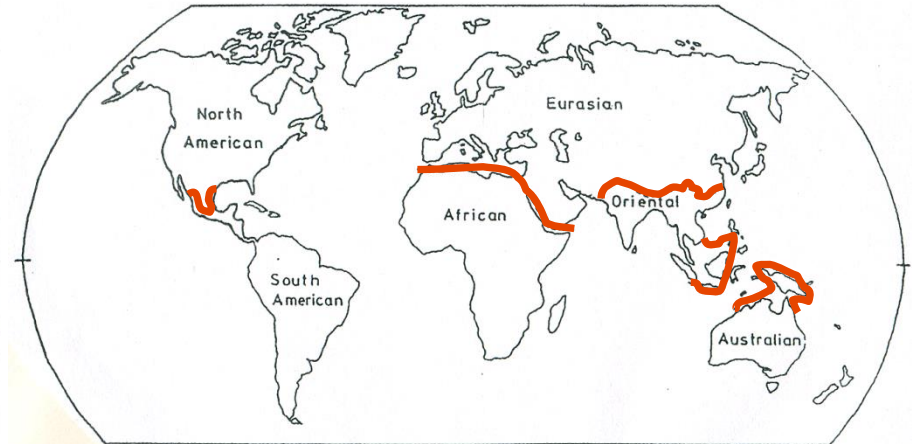 North
American
Eurasian
African
Oriental
South
American
Australian